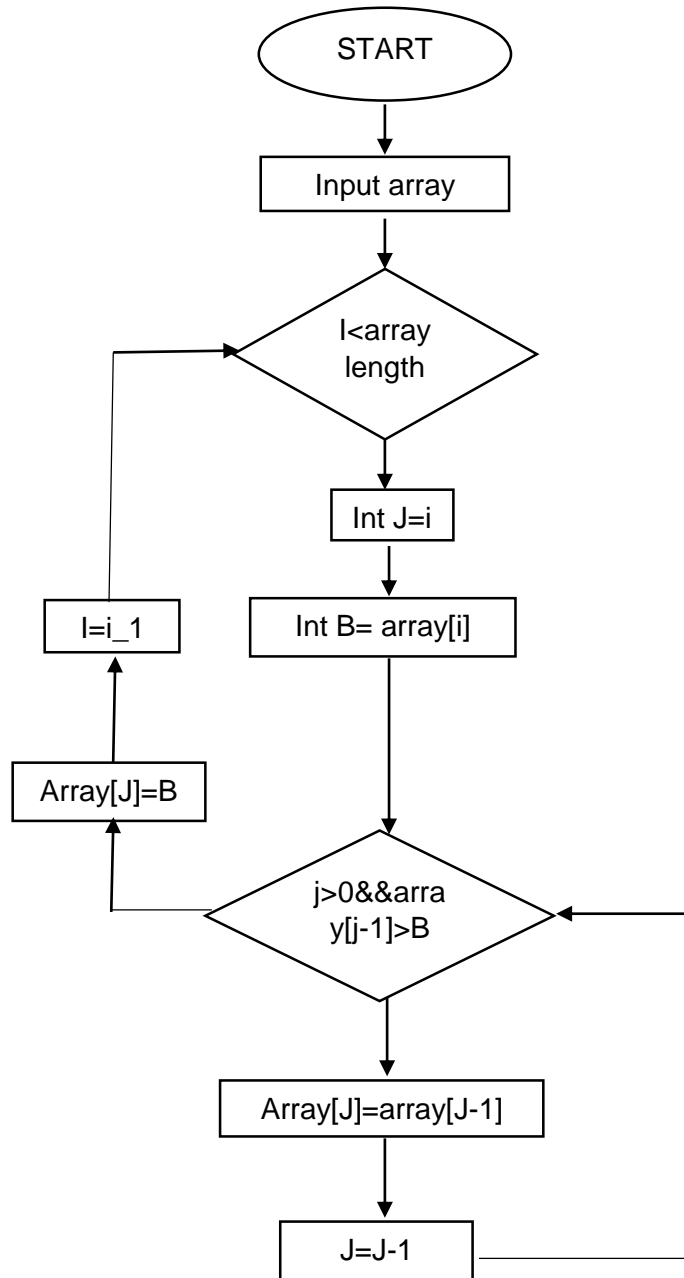 START
Input array
I<array
length
Int J=i
Int B= array[i]
I=i_1
Array[J]=B
j>0&&arra
y[j-1]>B
Array[J]=array[J-1]
J=J-1